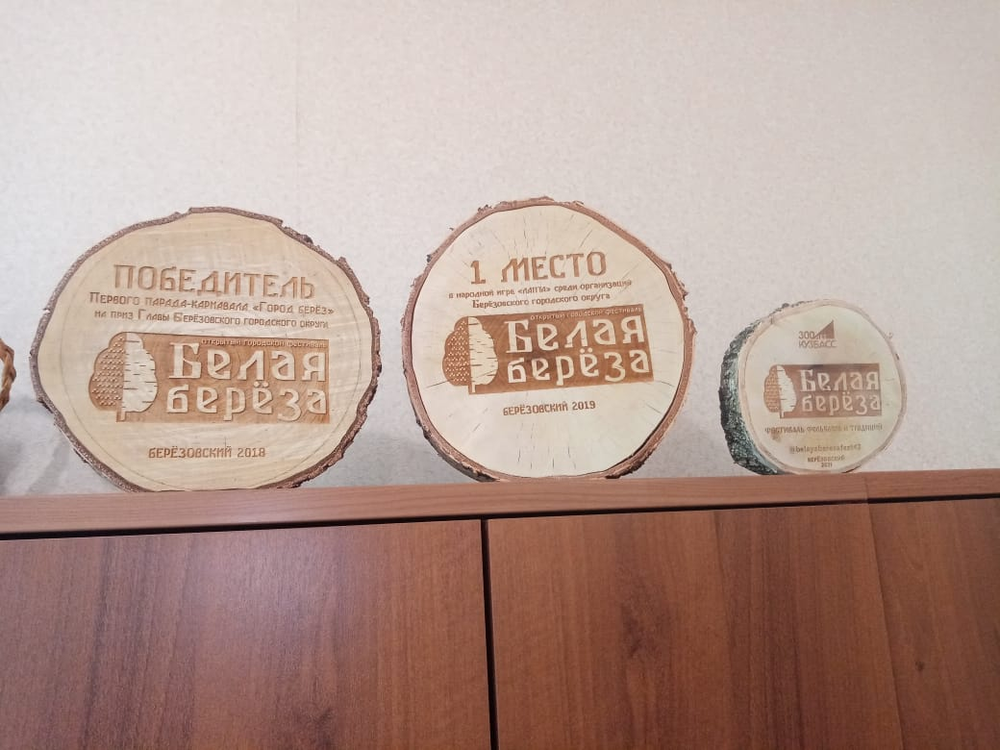 ПОБЕДИТЕЛЬ
Первого парада-карнавала «Город берёз»
на приз Главы Берёзовского городского округа
открытый городской фестиваль
Белая
берёза
БЕРЁЗОВСКИЙ 2018
1 МЕСТО
в народной игре «ЛАПТА» среди организаций
Берёзовского городского округа
открытый городской фестиваль
Белая
берёза
БЕРЁЗОВСКИЙ 2019
300 лет
КУЗБАСС
Белая
берёза
ФЕСТИВАЛЬ ФОЛЬКЛОРА И ТРАДИЦИЙ
@belayaberezafest42
БЕРЁЗОВСКИЙ
2021